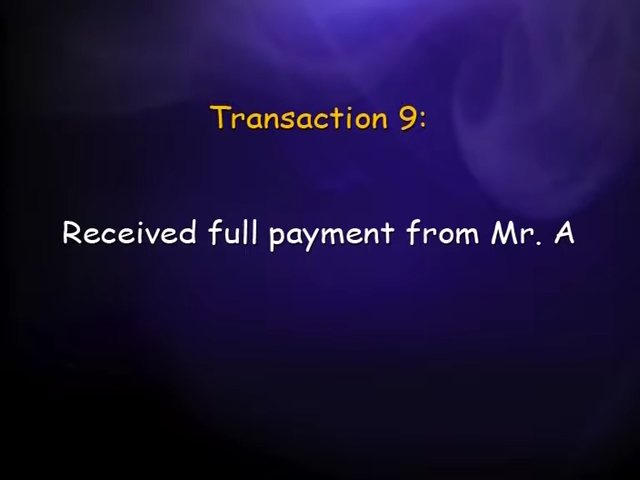 Transaction 9:
Received full payment from Mr. A